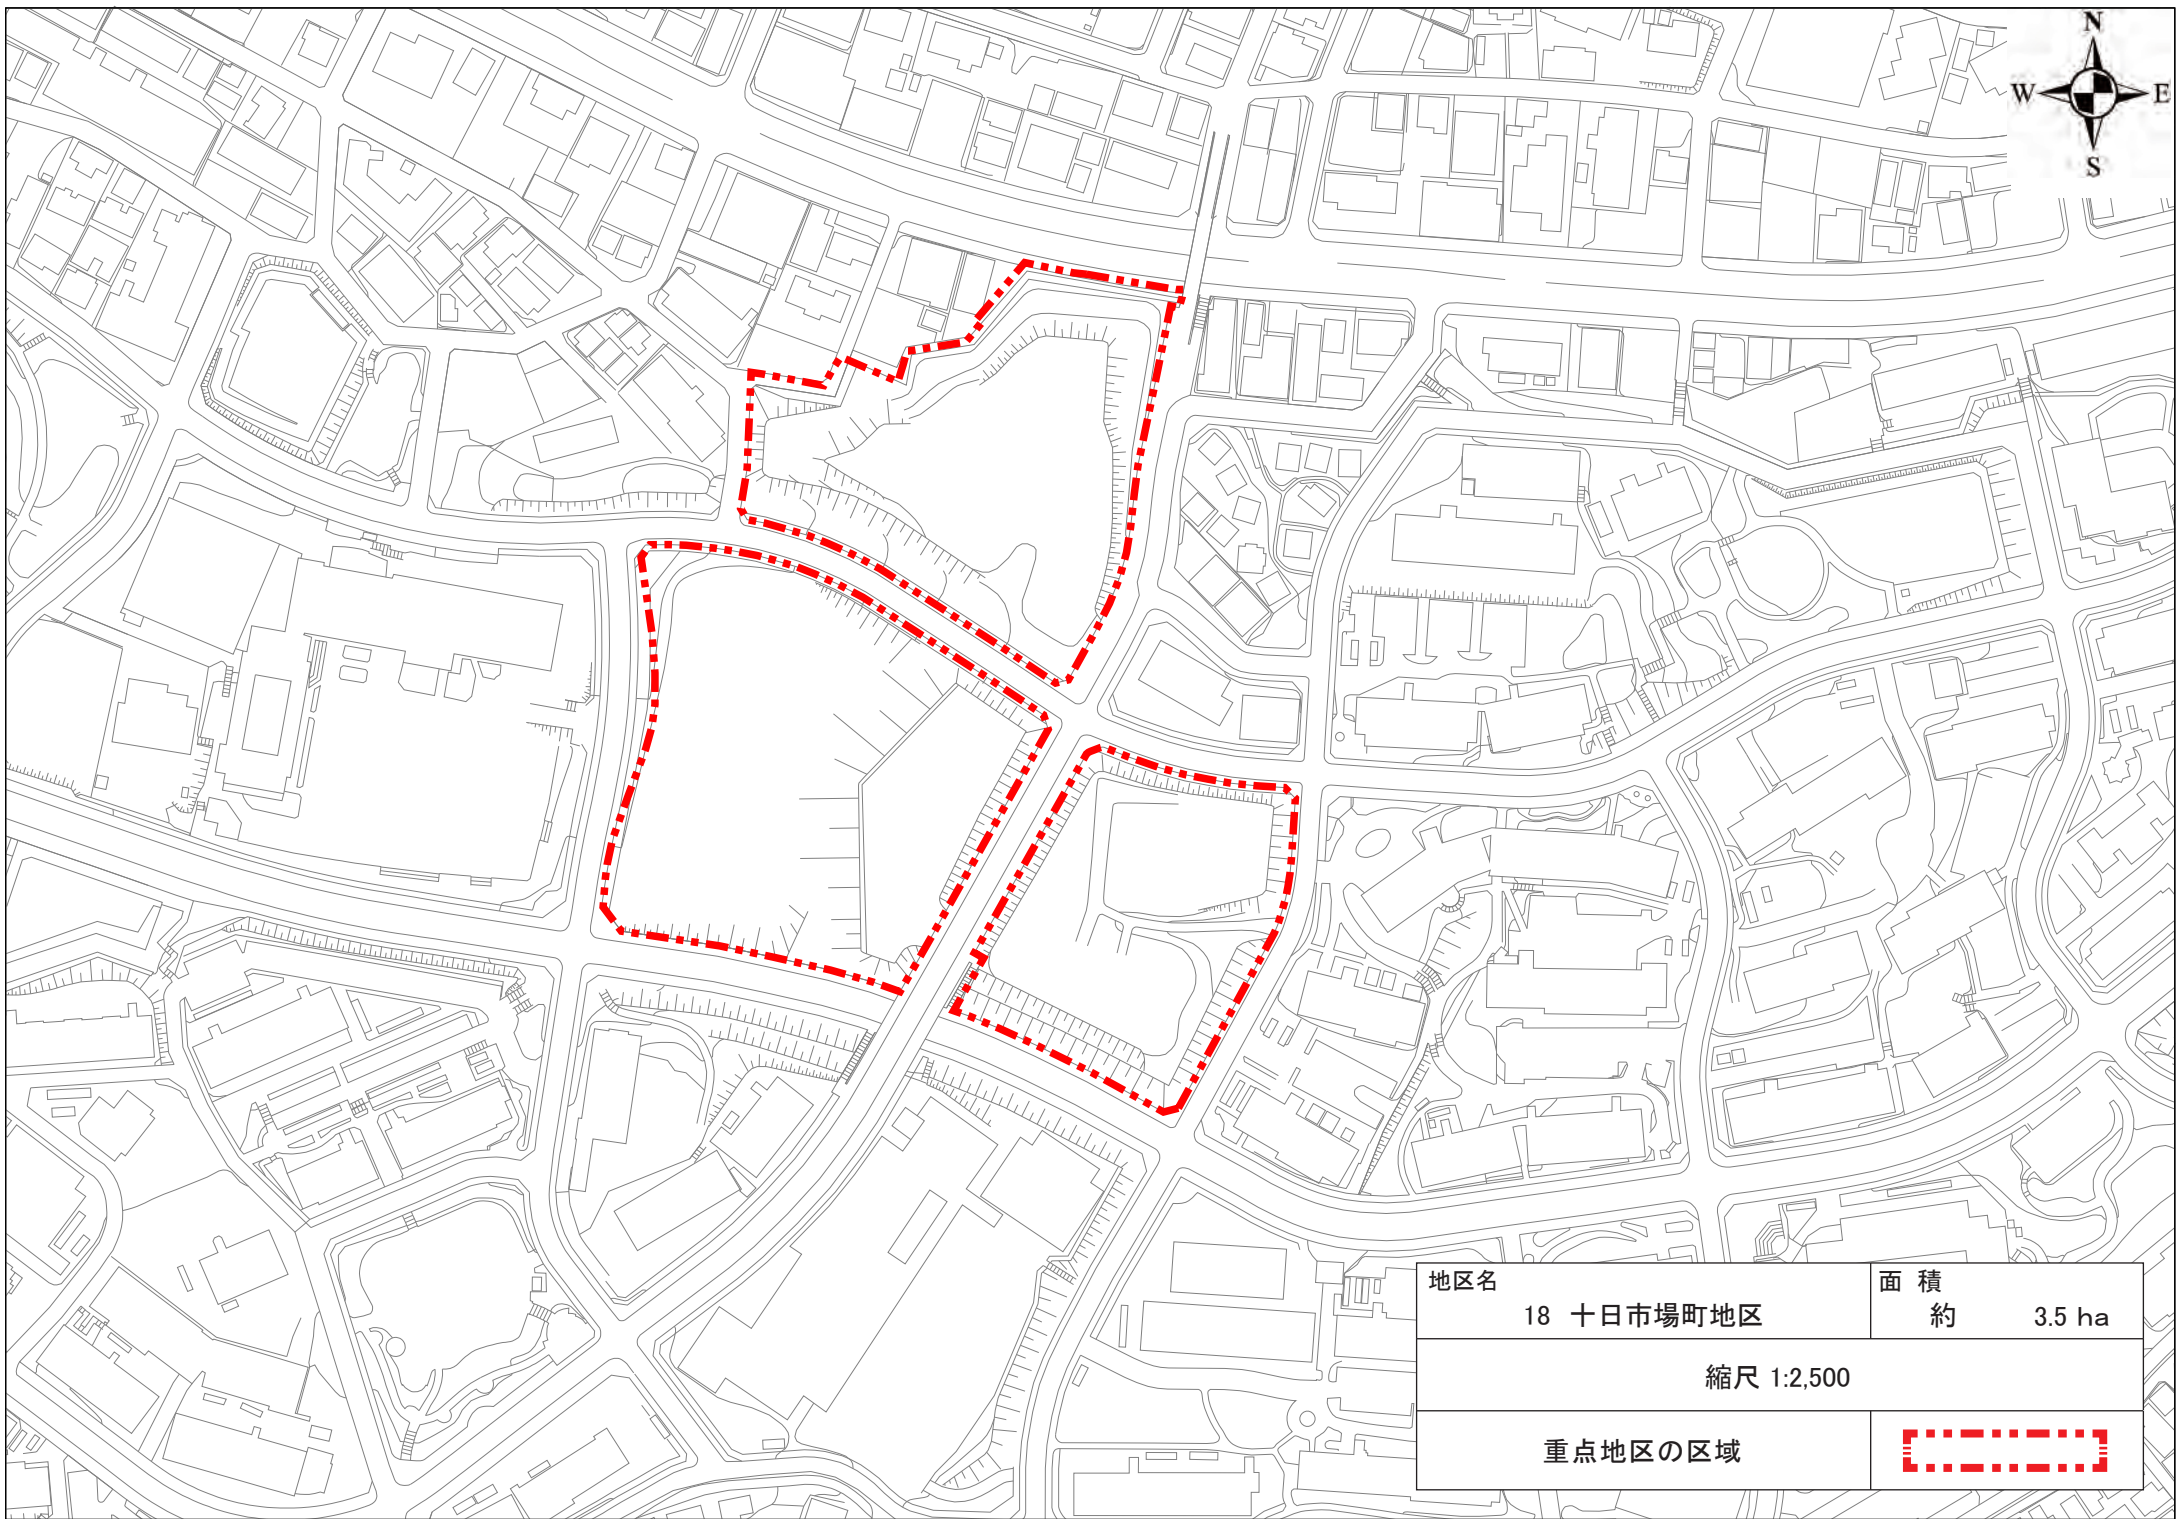 N
W E
S
地区名
18 十日市場町地区
面 積
約 3.5 ha
縮尺 1:2,500
重点地区の区域